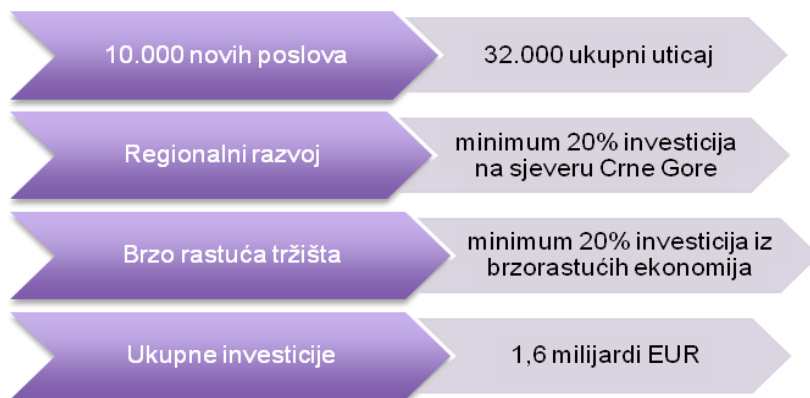 10.000 novih poslova
32.000 ukupni uticaj
Regionalni razvoj
minimum 20% investicija
na sjeveru Crne Gore
Brzo rastuća tržišta
minimum 20% investicija iz
brzorastućih ekonomija
Ukupne investicije
1,6 milijardi EUR